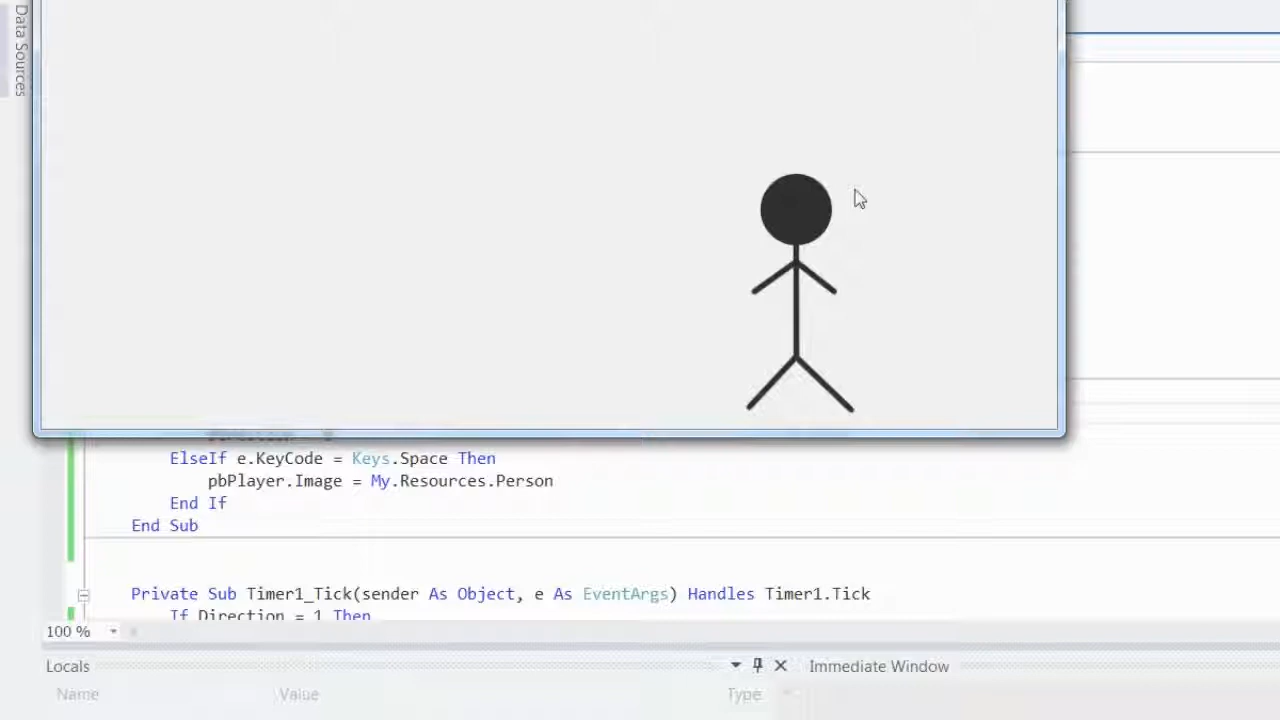 Data Sources
ElseIf e.KeyCode = Keys.Space Then
pbPlayer.Image = My.Resources.Person
End If
End Sub
Private Sub Timer1_Tick(sender As Object, e As EventArgs) Handles Timer1.Tick
If Direction = 1 Then
100 %
Locals
Immediate Window
Name
Value
Type